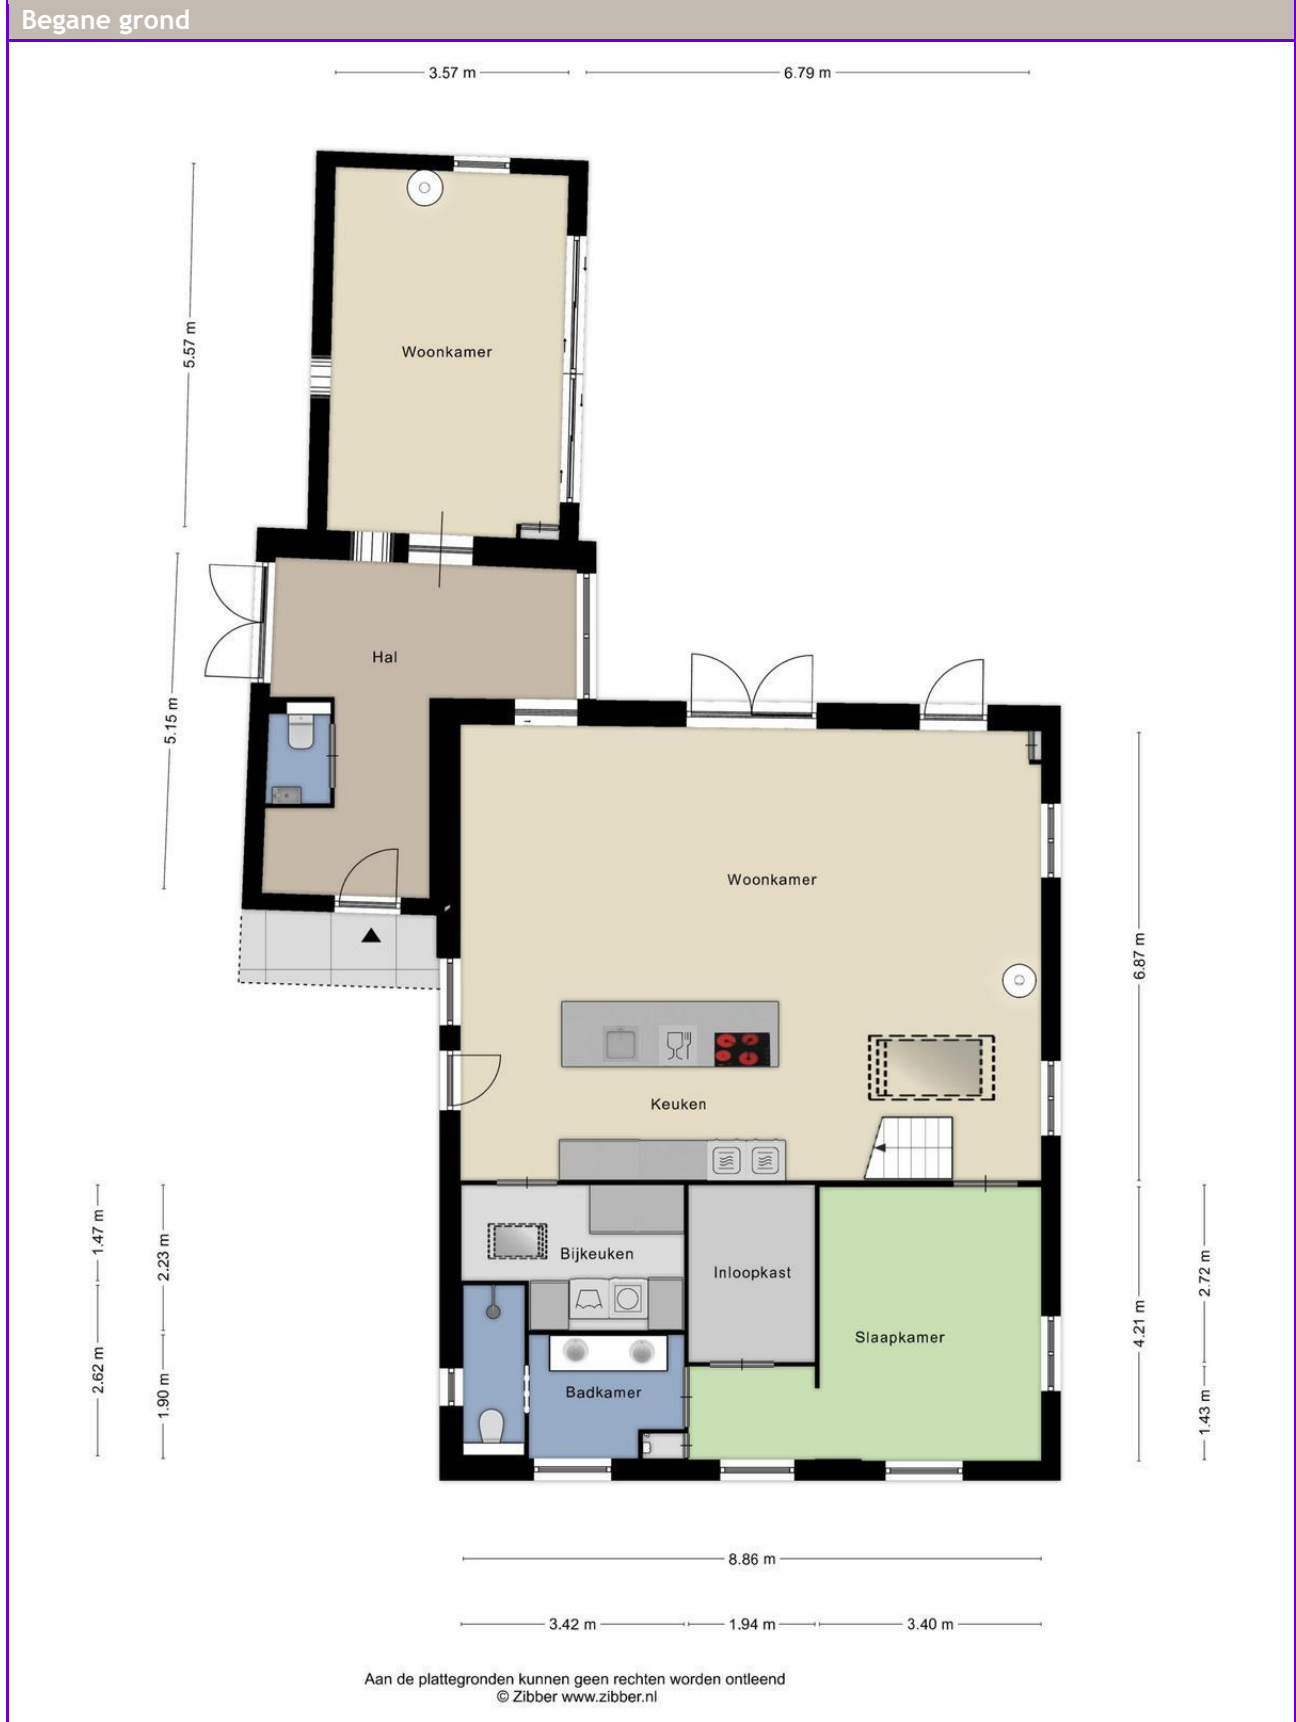 Begane grond
3.57 m
6.79 m
5.57 m
Woonkamer
Hal
5.15 m
Woonkamer
6.87 m
Keuken
1.47 m
2.23 m
Bijkeuken
Inloopkast
2.72 m
4.21 m
Slaapkamer
2.62 m
1.90 m
Badkamer
1.43 m
8.86 m
3.42 m
1.94 m
3.40 m
Aan de plattegronden kunnen geen rechten worden ontleend
© Zibber www.zibber.nl